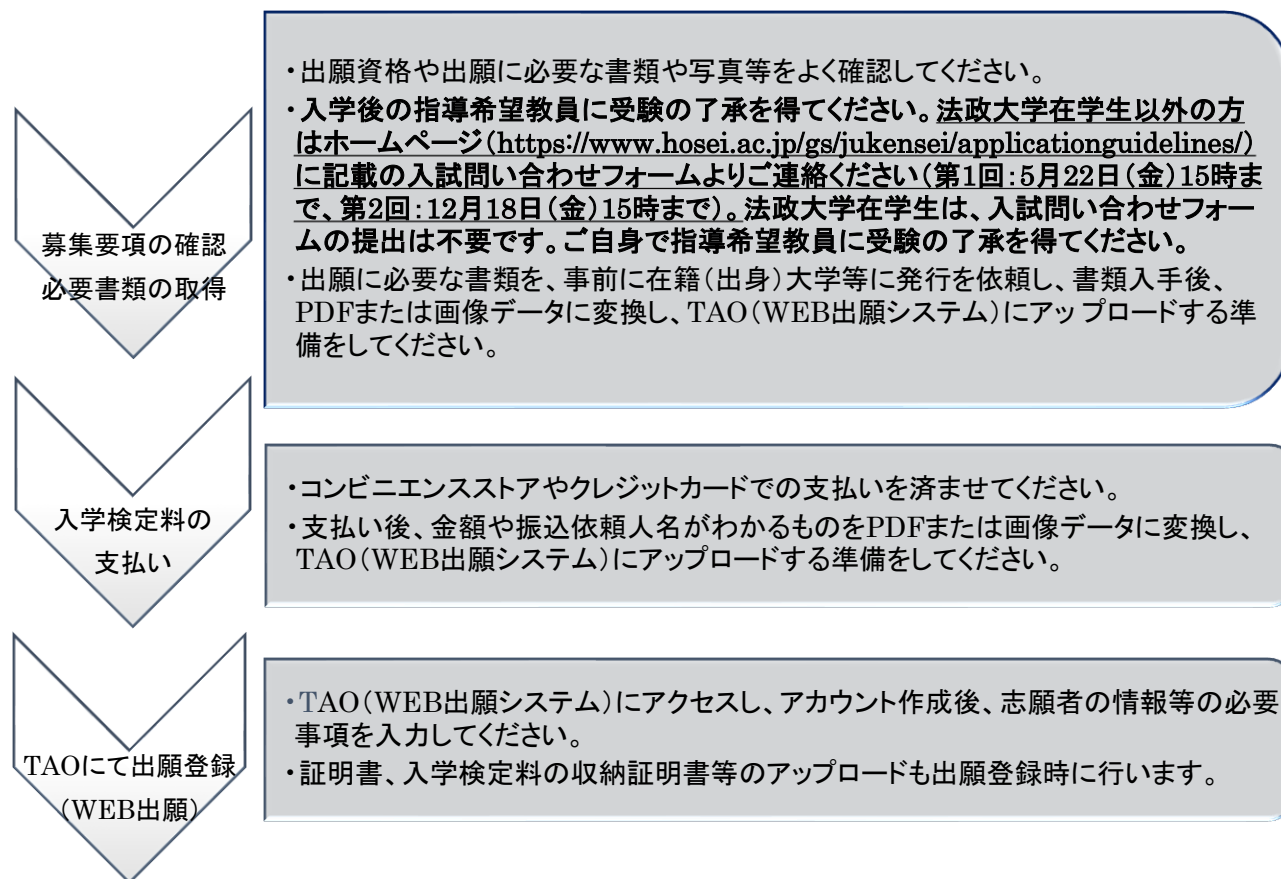 ・出願資格や出願に必要な書類や写真等をよく確認してください。
・入学後の指導希望教員に受験の了承を得てください。法政大学在学生以外の方
はホームページ（https://www.hosei.ac.jp/gs/jukensei/applicationguidelines/）
に記載の入試問い合わせフォームよりご連絡ください（第1回：5月22日（金）15時ま
で、第2回：12月18日（金）15時まで）。法政大学在学生は、入試問い合わせフォー
ムの提出は不要です。ご自身で指導希望教員に受験の了承を得てください。
・出願に必要な書類を、事前に在籍（出身）大学等に発行を依頼し、書類入手後、
PDFまたは画像データに変換し、TAO（WEB出願システム）にアップロードする準
備をしてください。
募集要項の確認
必要書類の取得
・コンビニエンスストアやクレジットカードでの支払いを済ませてください。
・支払い後、金額や振込依頼人名がわかるものをPDFまたは画像データに変換し、
TAO（WEB出願システム）にアップロードする準備をしてください。
入学検定料の
支払い
・TAO（WEB出願システム）にアクセスし、アカウント作成後、志願者の情報等の必要
事項を入力してください。
・証明書、入学検定料の収納証明書等のアップロードも出願登録時に行います。
TAOにて出願登録
（WEB出願）